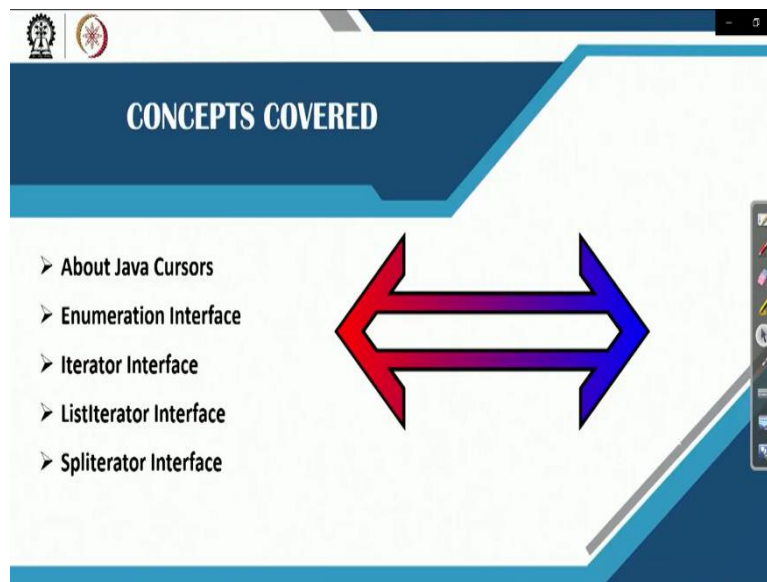 CONCEPTS COVERED
➢ About Java Cursors
➢ Enumeration Interface
➢ Iterator Interface
➢ ListIterator Interface
➢ Spliterator Interface